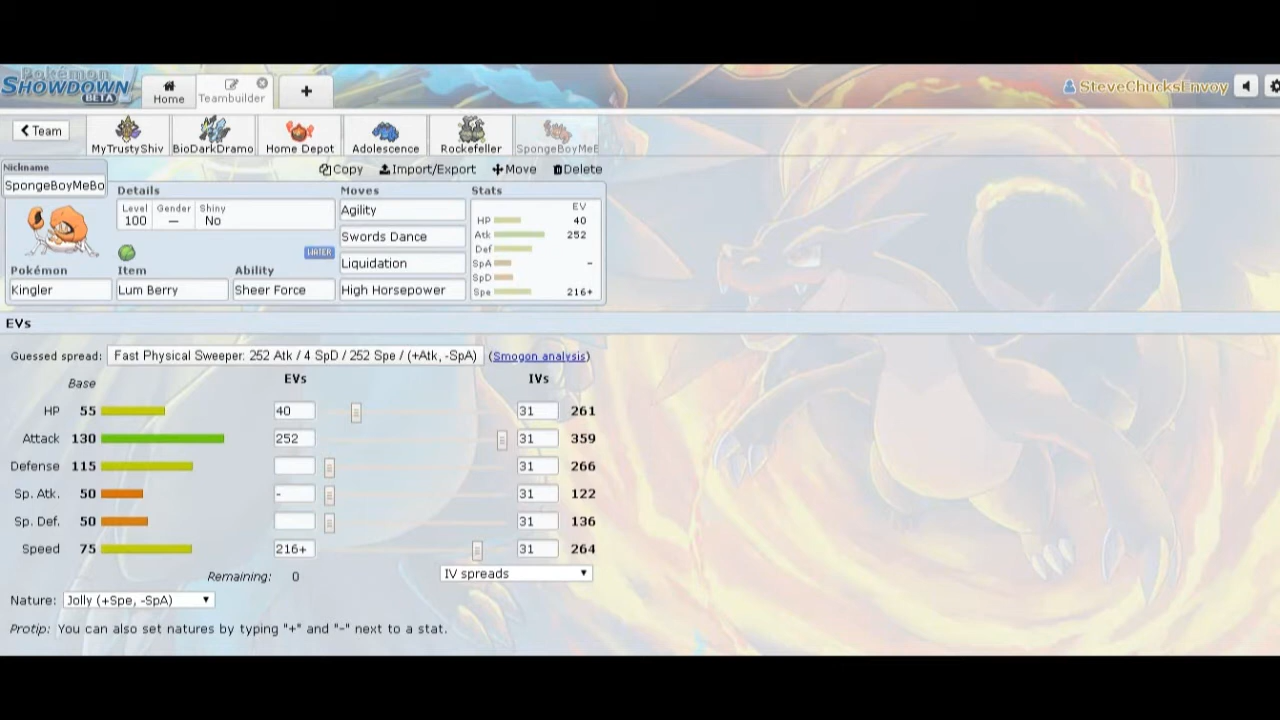 Pokémon
SHOWDOWN
BETA
Home
Teambuilder
+
SteveChucksEnvoy
Team
MyTrustyShiv
BioDarkDramo
Home Depot
Adolescence
Rockefeller
SpongeBoyMeB
Nickname
SpongeBoyMeBo
Copy
Import/Export
Move
Delete
Details
Level Gender Shiny
100 — No
WATER
Pokémon
Kingler
Item
Lum Berry
Ability
Sheer Force
Moves
Agility
Swords Dance
Liquidation
High Horsepower
Stats
EV
HP 40
Atk 252
Def
SpA -
SpD
Spe 216+
EVs
Guessed spread: Fast Physical Sweeper: 252 Atk / 4 SpD / 252 Spe / (+Atk, -SpA) (Smogon analysis)
Base EVs IVs
HP 55 40 31 261
Attack 130 252 31 359
Defense 115 31 266
Sp. Atk. 50 - 31 122
Sp. Def. 50 31 136
Speed 75 216+ 31 264
Remaining: 0 IV spreads
Nature: Jolly (+Spe, -SpA)
Protip: You can also set natures by typing "+" and "-" next to a stat.